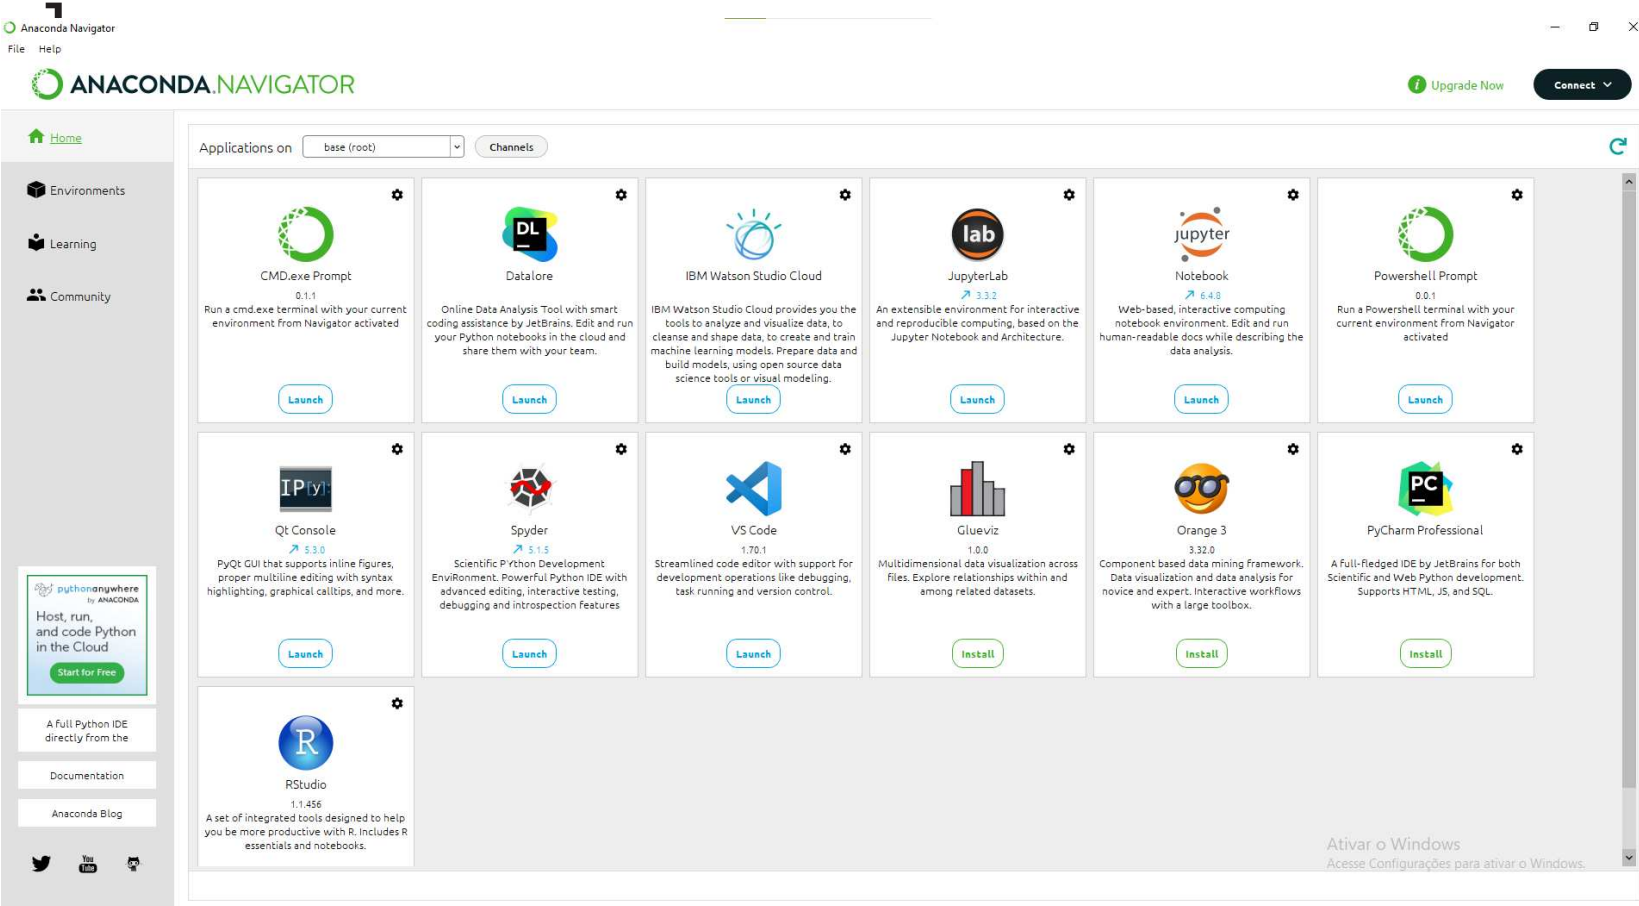 Anaconda Navigator
File Help
ANACONDA.NAVIGATOR
i Upgrade Now
Connect
Home
Environments
Learning
Community
Applications on base (root) Channels
CMD.exe Prompt
0.1.1
Run a cmd.exe terminal with your current
environment from Navigator activated
Launch
DL
Datalore
Online Data Analysis Tool with smart
coding assistance by JetBrains. Edit and run
your Python notebooks in the cloud and
share them with your team.
Launch
IBM Watson Studio Cloud
IBM Watson Studio Cloud provides you the
tools to analyze and visualize data, to
cleanse and shape data, to create and train
machine learning models. Prepare data and
build models, using open source data
science tools or visual modeling.
Launch
lab
JupyterLab
3.3.2
An extensible environment for interactive
and reproducible computing, based on the
Jupyter Notebook and Architecture.
Launch
jupyter
Notebook
6.4.8
Web-based, interactive computing
notebook environment. Edit and run
human-readable docs while describing the
data analysis.
Launch
Powershell Prompt
0.0.1
Run a Powershell terminal with your
current environment from Navigator
activated
Launch
IP[y]:
Qt Console
5.3.0
PyQt GUI that supports inline figures,
proper multiline editing with syntax
highlighting, graphical calltips, and more.
Launch
Spyder
5.1.5
Scientific PYthon Development
EnviRonment. Powerful Python IDE with
advanced editing, interactive testing,
debugging and introspection features
Launch
VS Code
1.70.1
Streamlined code editor with support for
development operations like debugging,
task running and version control.
Launch
Glueviz
1.0.0
Multidimensional data visualization across
files. Explore relationships within and
among related datasets.
Install
Orange 3
3.32.0
Component based data mining framework.
Data visualization and data analysis for
novice and expert. Interactive workflows
with a large toolbox.
Install
PC
PyCharm Professional
A full-fledged IDE by JetBrains for both
Scientific and Web Python development.
Supports HTML, JS, and SQL.
Install
R
RStudio
1.1.456
A set of integrated tools designed to help
you be more productive with R. Includes R
essentials and notebooks.
pythonanywhere
by ANACONDA
Host, run,
and code Python
in the Cloud
Start for Free
A full Python IDE
directly from the
Documentation
Anaconda Blog
You
Tube
Ativar o Windows
Acesse Configurações para ativar o Windows.